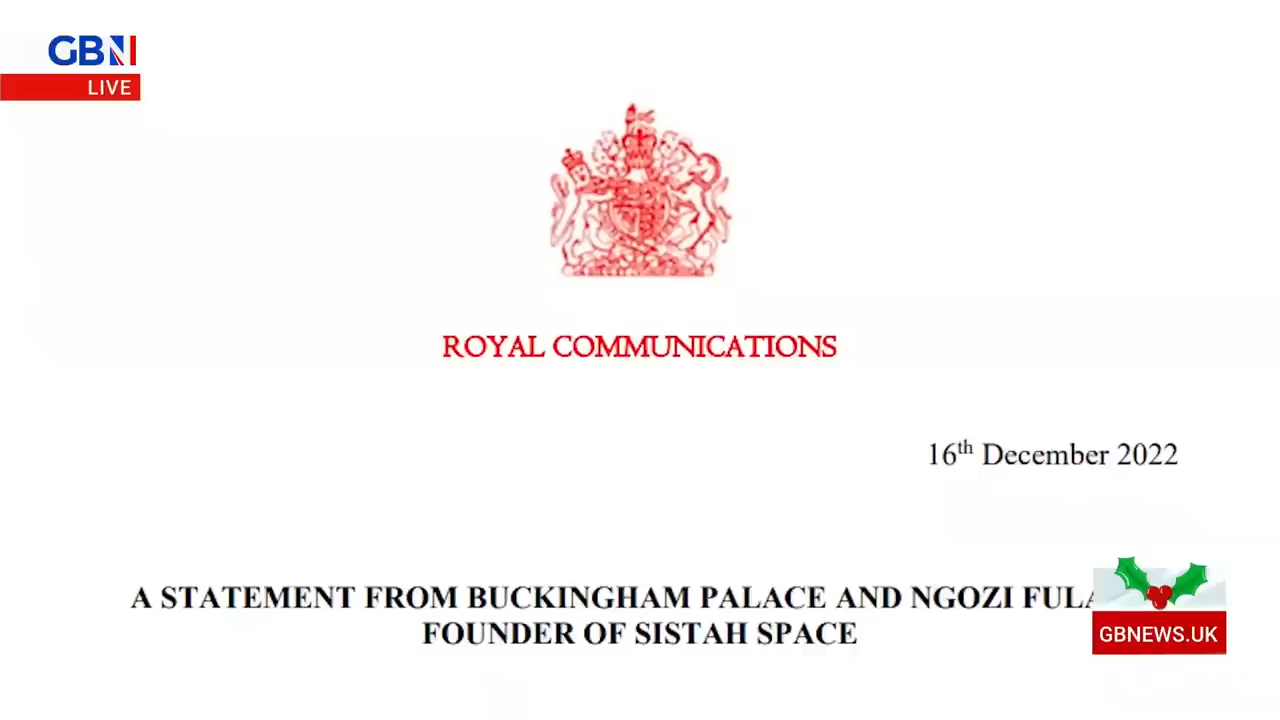 GBN
LIVE
ROYAL COMMUNICATIONS
16th December 2022
A STATEMENT FROM BUCKINGHAM PALACE AND NGOZI
FOUNDER OF SISTAH SPACE
GBNEWS.UK